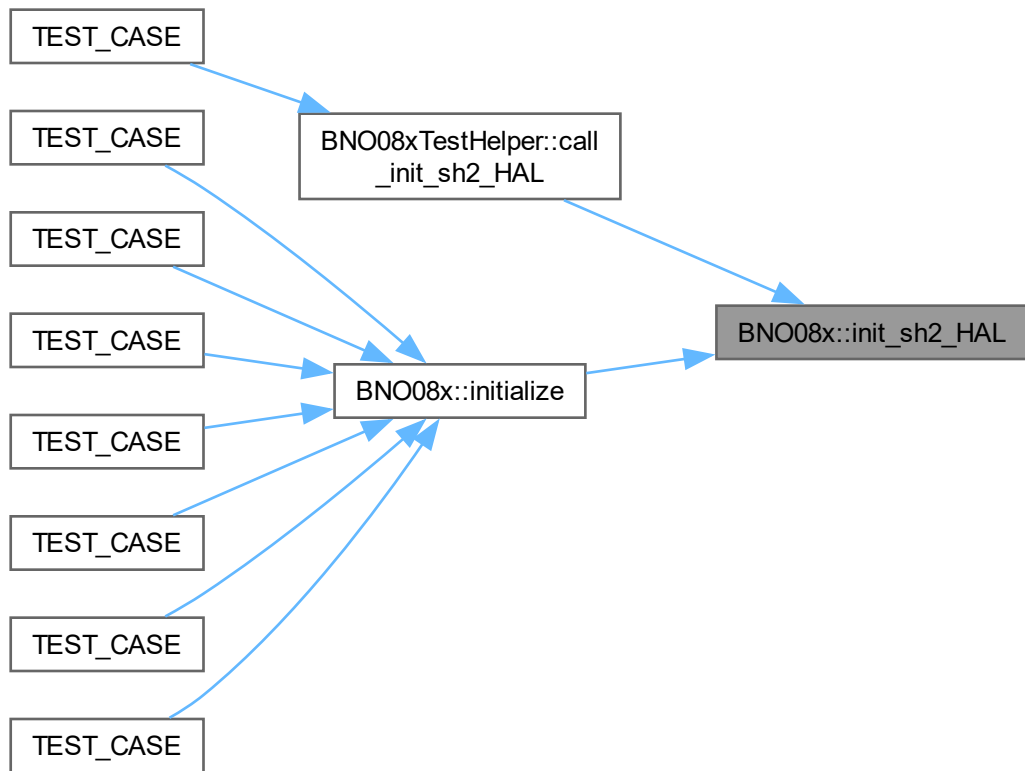 TEST_CASE
TEST_CASE
BNO08xTestHelper::call
_init_sh2_HAL
TEST_CASE
BNO08x::init_sh2_HAL
TEST_CASE
BNO08x::initialize
TEST_CASE
TEST_CASE
TEST_CASE
TEST_CASE